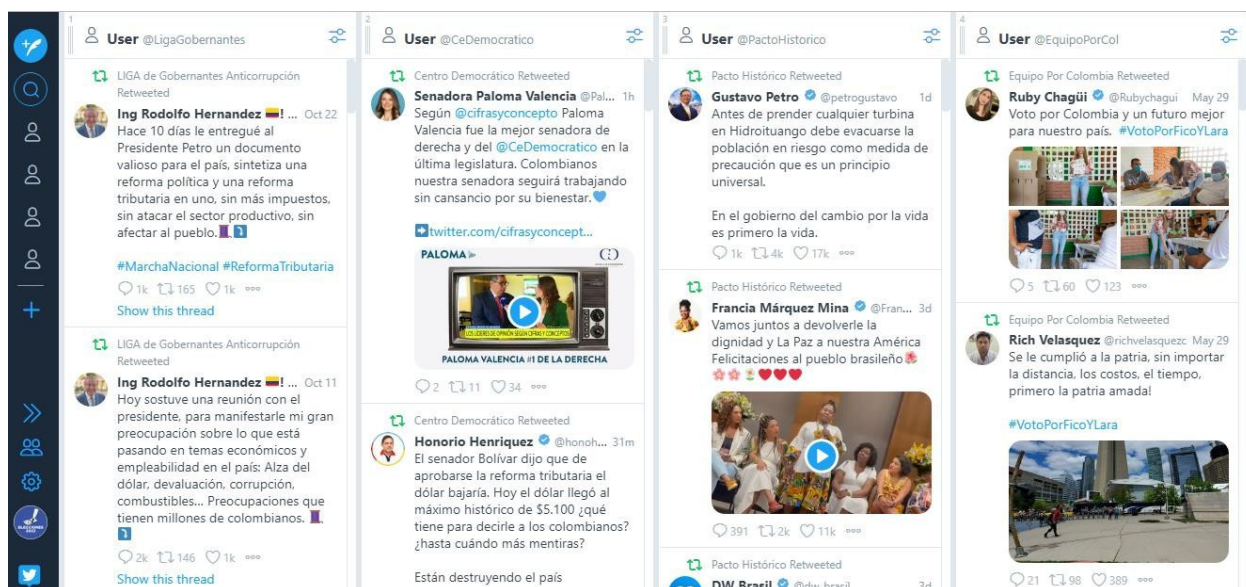 1
User @LigaGobernantes
LIGA de Gobernantes Anticorrupción
Retweeted
Ing Rodolfo Hernandez 🇨🇴! ... Oct 22
Hace 10 días le entregué al
Presidente Petro un documento
valioso para el país, sintetiza una
reforma política y una reforma
tributaria en uno, sin más impuestos,
sin atacar el sector productivo, sin
afectar al pueblo.🧵⤵️
#MarchaNacional #ReformaTributaria
1k 165 1k
Show this thread
LIGA de Gobernantes Anticorrupción
Retweeted
Ing Rodolfo Hernandez 🇨🇴! ... Oct 11
Hoy sostuve una reunión con el
presidente, para manifestarle mi gran
preocupación sobre lo que está
pasando en temas económicos y
empleabilidad en el país: Alza del
dólar, devaluación, corrupción,
combustibles... Preocupaciones que
tienen millones de colombianos. 🧵
⤵️
2k 146 1k
Show this thread
2
User @CeDemocratico
Centro Democrático Retweeted
Senadora Paloma Valencia @Pal... 1h
Según @cifrasyconcepto Paloma
Valencia fue la mejor senadora de
derecha y del @CeDemocratico en la
última legislatura. Colombianos
nuestra senadora seguirá trabajando
sin cansancio por su bienestar.💙
➡️twitter.com/cifrasyconcept...
PALOMA
LOS LÍDERES DE OPINIÓN SEGÚN CIFRAS Y CONCEPTOS
PALOMA VALENCIA #1 DE LA DERECHA
2 11 34
Centro Democrático Retweeted
Honorio Henriquez @honoh... 31m
El senador Bolívar dijo que de
aprobarse la reforma tributaria el
dólar bajaría. Hoy el dólar llegó al
máximo histórico de $5.100 ¿qué
tiene para decirle a los colombianos?
¿hasta cuándo más mentiras?
Están destruyendo el país
3
User @PactoHistorico
Pacto Histórico Retweeted
Gustavo Petro @petrogustavo 1d
Antes de prender cualquier turbina
en Hidroituango debe evacuarse la
población en riesgo como medida de
precaución que es un principio
universal.
En el gobierno del cambio por la vida
es primero la vida.
1k 4k 17k
Pacto Histórico Retweeted
Francia Márquez Mina @Fran... 3d
Vamos juntos a devolverle la
dignidad y La Paz a nuestra América
Felicitaciones al pueblo brasileño🌺
🌸🌸🌷❤️❤️❤️
391 2k 11k
Pacto Histórico Retweeted
DW Brasil @dw_brasil 3d
4
User @EquipoPorCol
Equipo Por Colombia Retweeted
Ruby Chagüi @Rubychagui May 29
Voto por Colombia y un futuro mejor
para nuestro país. #VotoPorFicoYLara
5 60 123
Equipo Por Colombia Retweeted
Rich Velasquez @richvelasquezc May 29
Se le cumplió a la patria, sin importar
la distancia, los costos, el tiempo,
primero la patria amada!
#VotoPorFicoYLara
21 98 389